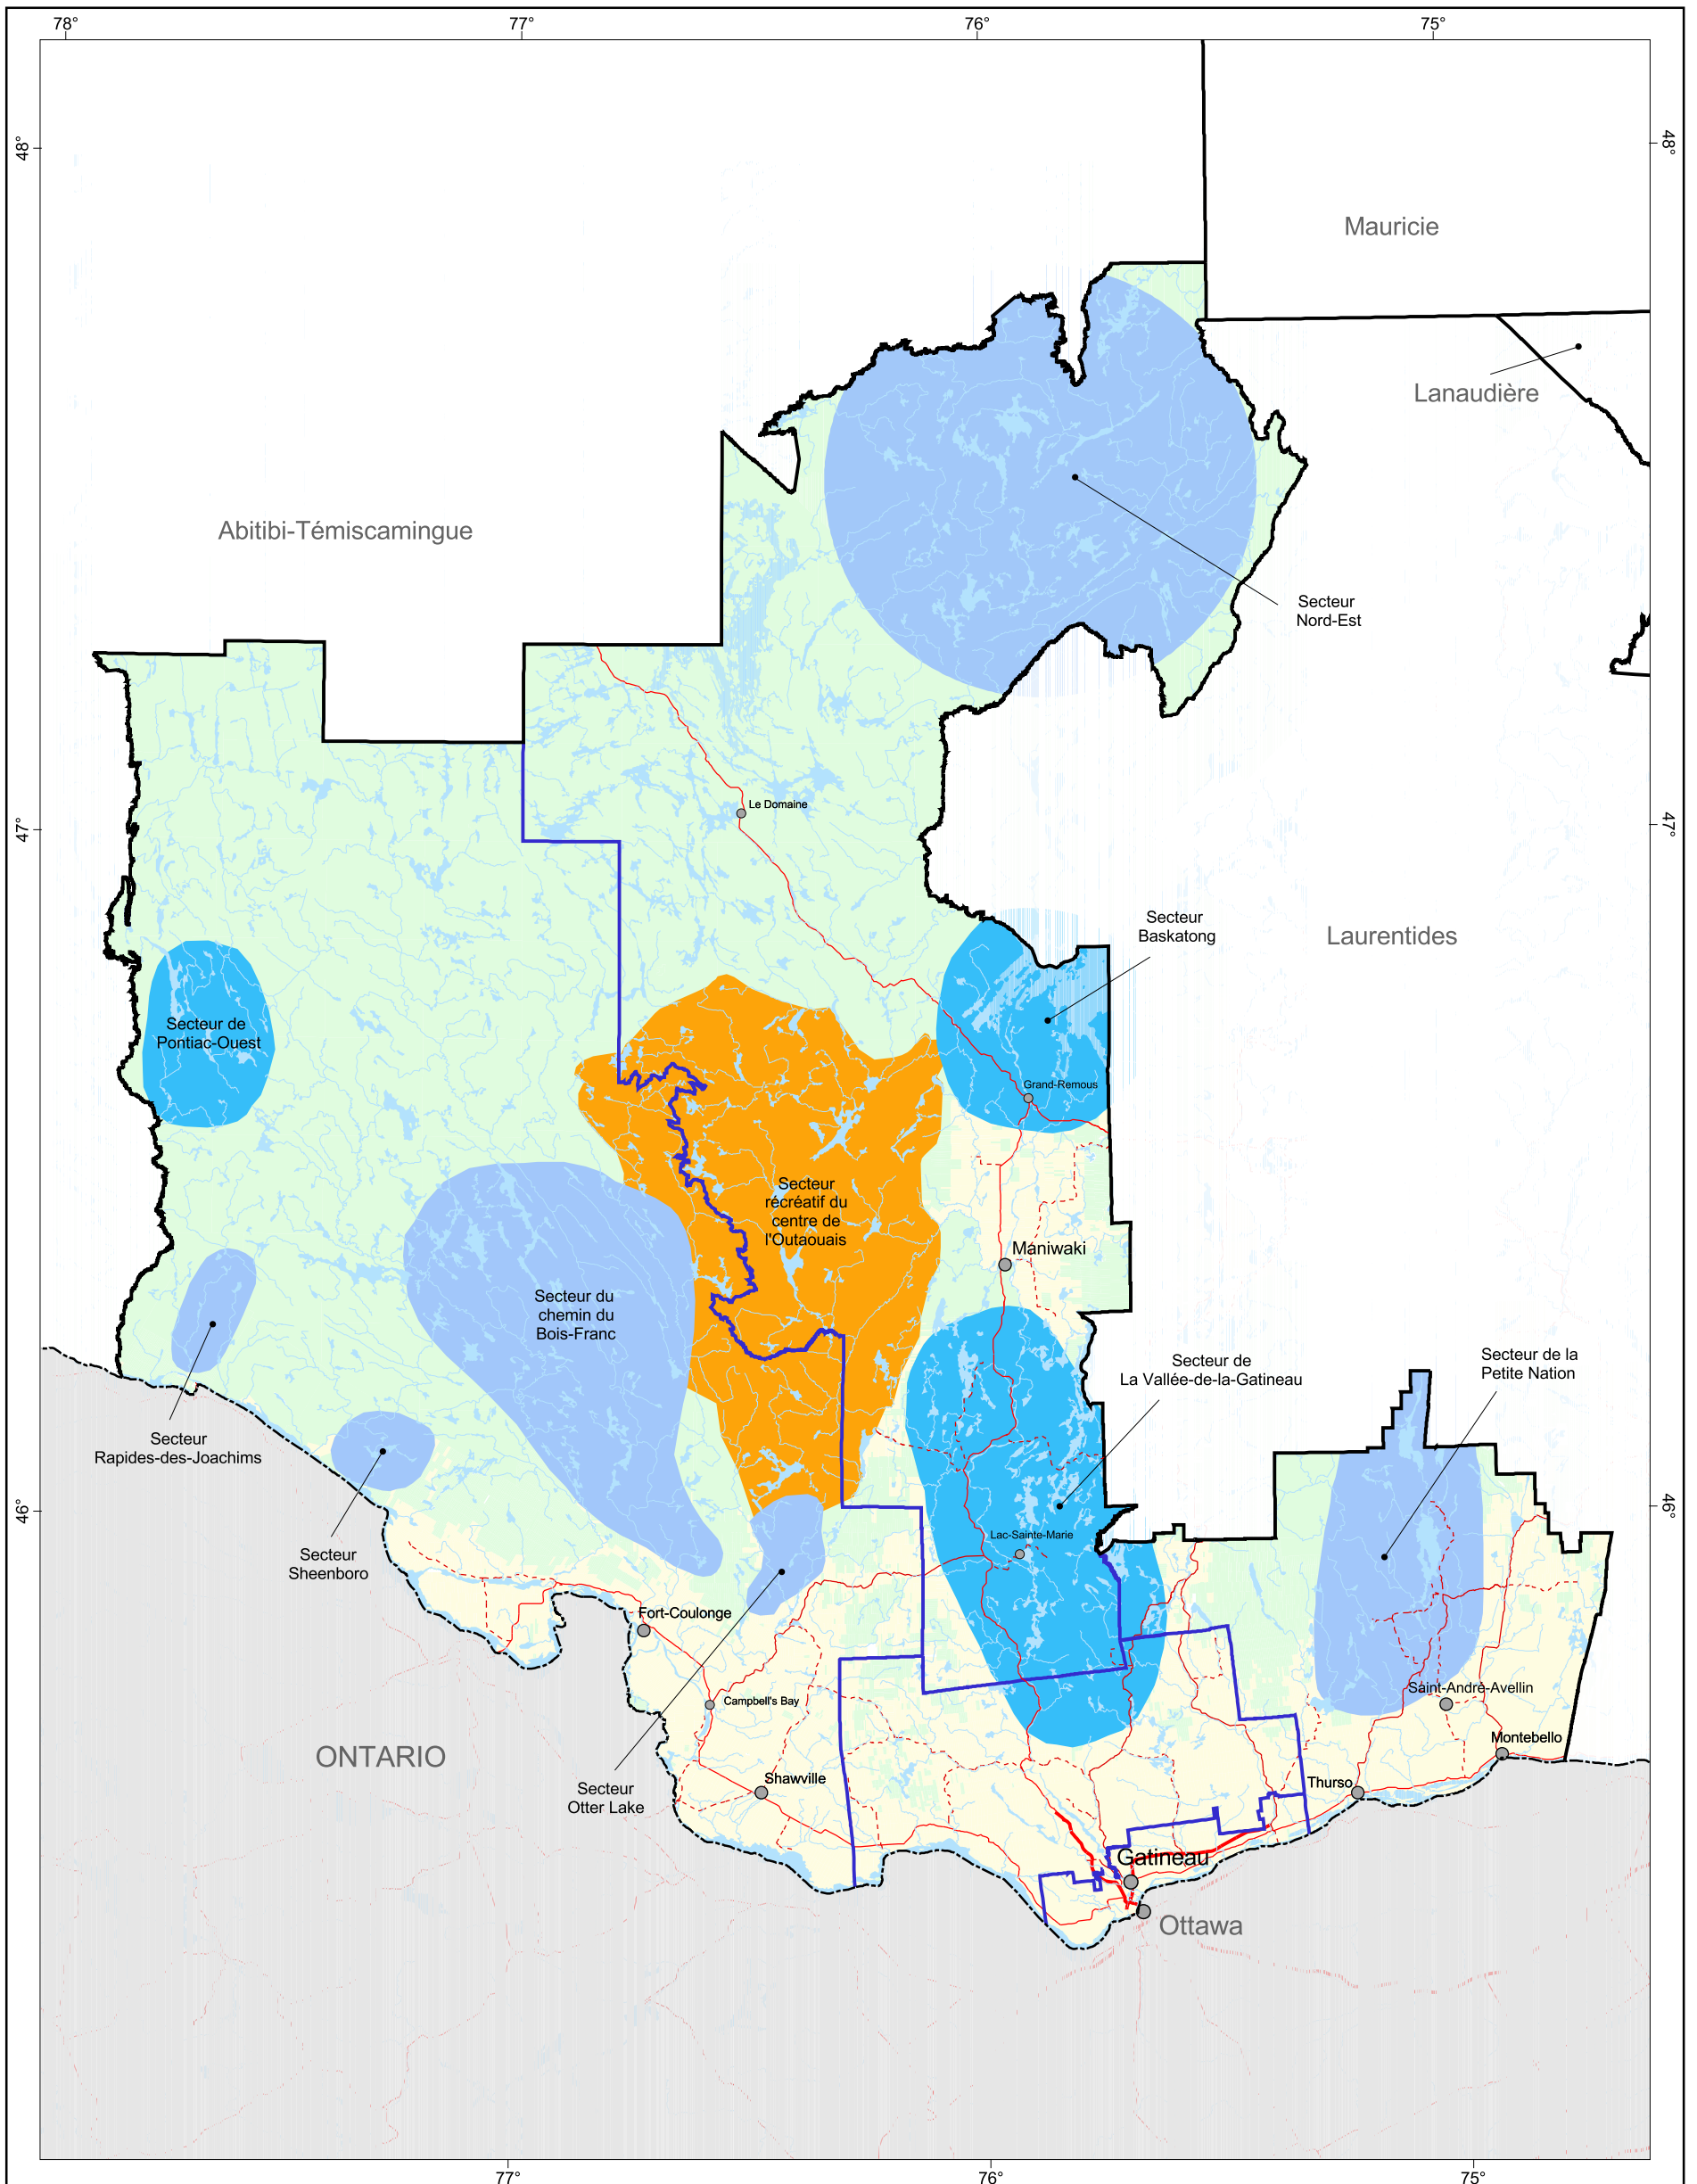 78°
77°
76°
75°
48°
48°
Mauricie
Lanaudière
Abitibi-Témiscamingue
Secteur
Nord-Est
Le Domaine
47°
47°
Secteur
Baskatong
Laurentides
Secteur de
Pontiac-Ouest
Grand-Remous
Secteur
récréatif du
centre de
l'Outaouais
Maniwaki
Secteur du
chemin du
Bois-Franc
Secteur de
La Vallée-de-la-Gatineau
Secteur de la
Petite Nation
Secteur
Rapides-des-Joachims
46°
46°
Lac-Sainte-Marie
Secteur
Sheenboro
Fort-Coulonge
Campbell's Bay
Saint-André-Avellin
Montebello
ONTARIO
Shawville
Thurso
Secteur
Otter Lake
Gatineau
Ottawa
77°
76°
75°